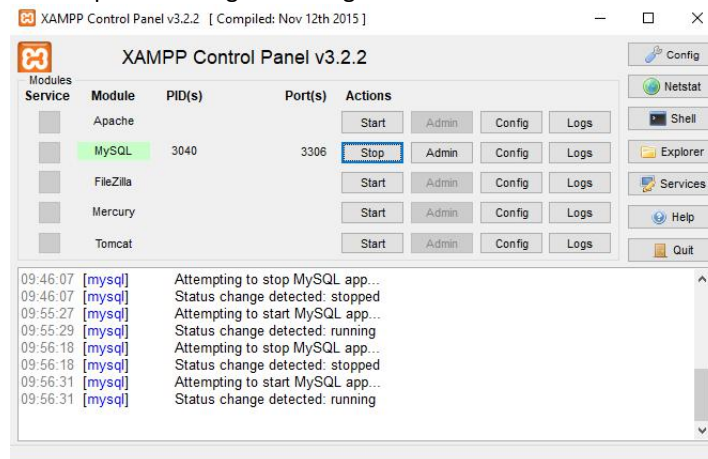 XAMPP Control Panel v3.2.2 [ Compiled: Nov 12th 2015 ]
XAMPP Control Panel v3.2.2
Config
Modules
Service Module PID(s) Port(s) Actions
Netstat
Apache Start Admin Config Logs
Shell
MySQL 3040 3306 Stop Admin Config Logs
Explorer
FileZilla Start Admin Config Logs
Services
Mercury Start Admin Config Logs
Help
Tomcat Start Admin Config Logs
Quit
09:46:07 [mysql] Attempting to stop MySQL app...
09:46:07 [mysql] Status change detected: stopped
09:55:27 [mysql] Attempting to start MySQL app...
09:55:29 [mysql] Status change detected: running
09:56:18 [mysql] Attempting to stop MySQL app...
09:56:18 [mysql] Status change detected: stopped
09:56:31 [mysql] Attempting to start MySQL app...
09:56:31 [mysql] Status change detected: running